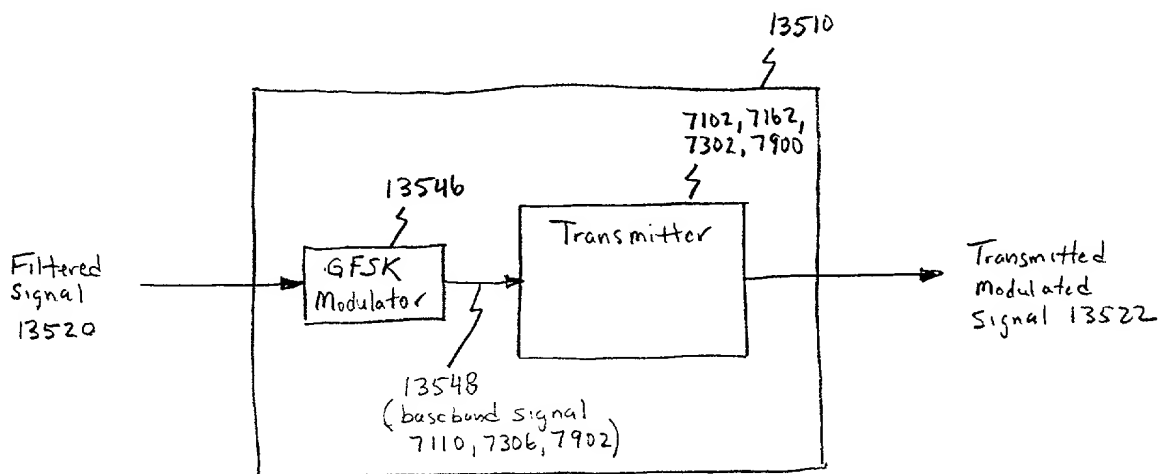 13510
7102, 7162,
7302, 7900
13546
Transmitter
GFSK
Modulator
Filtered
Signal
13520
Transmitted
Modulated
Signal 13522
13548
(baseband signal
7110, 7306, 7902)